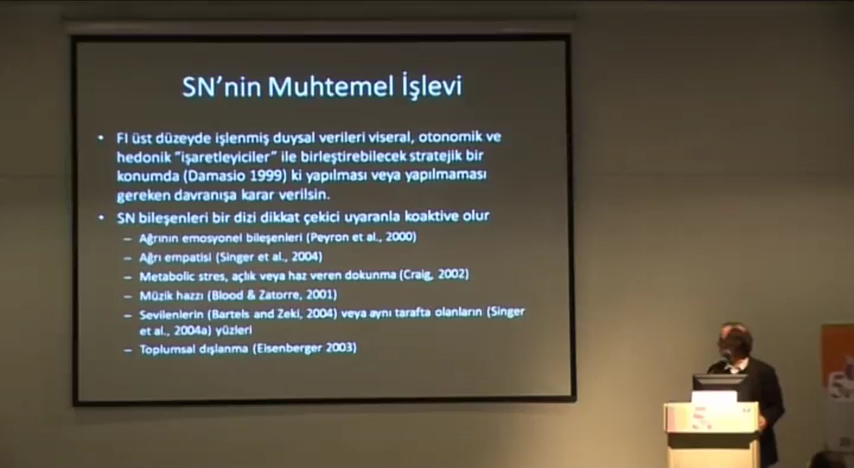 SN'nin Muhtemel İşlevi
• FI üst düzeyde işlenmiş duysal verileri viseral, otonomik ve
hedonik "işaretleyiciler" ile birleştirebilecek stratejik bir
konumda (Damasio 1999) ki yapılması veya yapılmaması
gereken davranışa karar verilsin.
• SN bileşenleri bir dizi dikkat çekici uyaranla koaktive olur
– Ağrının emosyonel bileşenleri (Peyron et al., 2000)
– Ağrı empatisi (Singer et al., 2004)
– Metabolic stres, açlık veya haz veren dokunma (Craig, 2002)
– Müzik hazzı (Blood & Zatorre, 2001)
– Sevilenlerin (Bartels and Zeki, 2004) veya aynı tarafta olanların (Singer
et al., 2004a) yüzleri
– Toplumsal dışlanma (Eisenberger 2003)